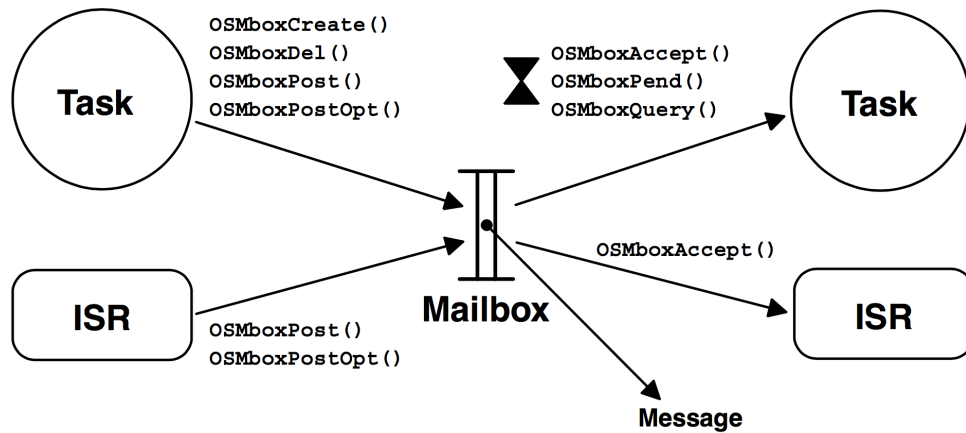 Task
OSMboxCreate()
OSMboxDel()
OSMboxPost()
OSMboxPostOpt()
OSMboxAccept()
OSMboxPend()
OSMboxQuery()
Task
Mailbox
OSMboxAccept()
ISR
OSMboxPost()
OSMboxPostOpt()
ISR
Message